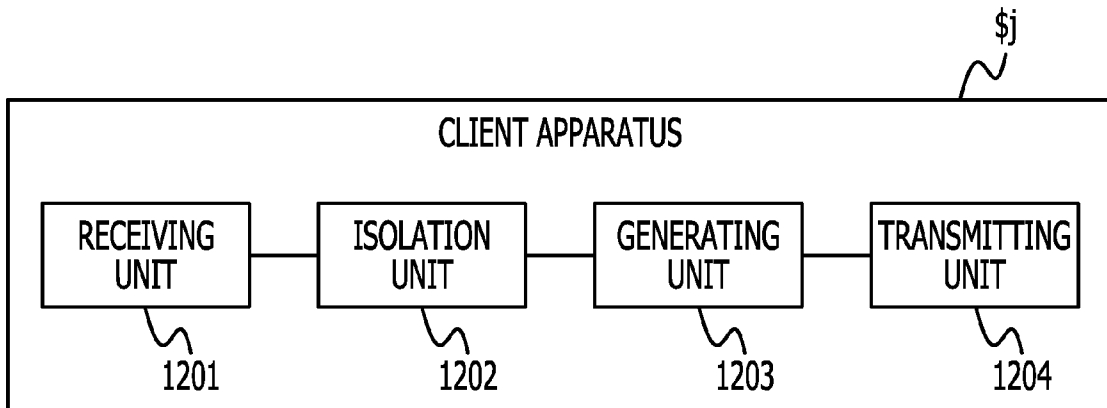 $j
CLIENT APPARATUS
RECEIVING
UNIT
ISOLATION
UNIT
GENERATING
UNIT
TRANSMITTING
UNIT
1201
1202
1203
1204